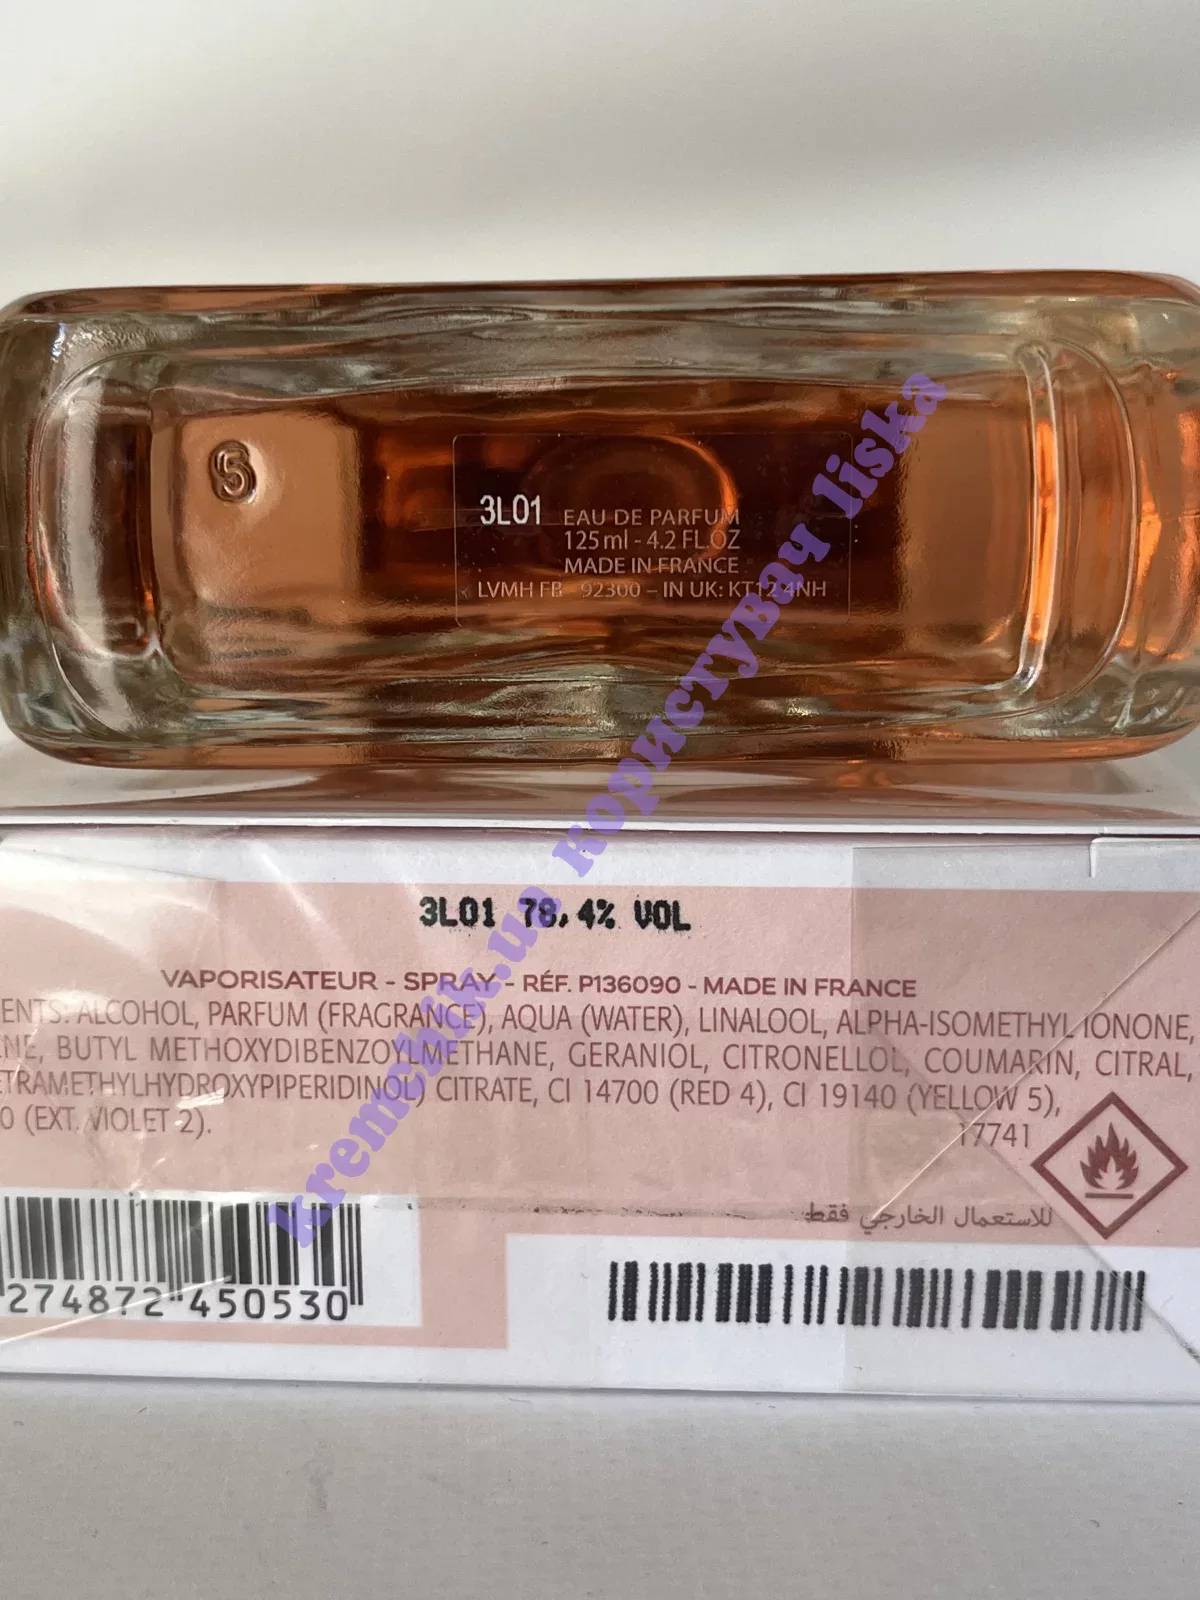 5
3L01
EAU DE PARFUM
125 ml - 4.2 FL.OZ
MADE IN FRANCE
LVMH FB 92300 – IN UK: KT12 4NH
kremchik.ua користувач liska
3L01 78.4% VOL
VAPORISATEUR - SPRAY - RÉF. P136090 - MADE IN FRANCE
ENTS: ALCOHOL, PARFUM (FRAGRANCE), AQUA (WATER), LINALOOL, ALPHA-ISOMETHYL IONONE,
ENE, BUTYL METHOXYDIBENZOYLMETHANE, GERANIOL, CITRONELLOL, COUMARIN, CITRAL,
ETRAMETHYLHYDROXYPIPERIDINOL) CITRATE, CI 14700 (RED 4), CI 19140 (YELLOW 5),
0 (EXT. VIOLET 2).
17741
للاستعمال الخارجي فقط
274872 450530